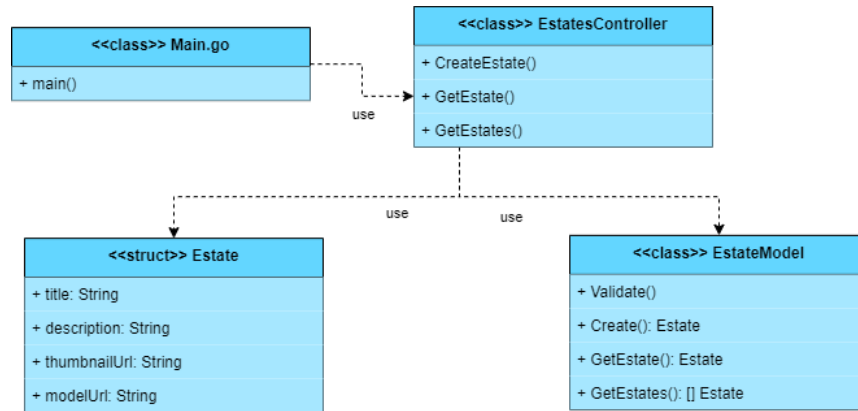 <<class>> Main.go
+ main()
<<class>> EstatesController
+ CreateEstate()
+ GetEstate()
+ GetEstates()
use
use
use
<<struct>> Estate
+ title: String
+ description: String
+ thumbnailUrl: String
+ modelUrl: String
<<class>> EstateModel
+ Validate()
+ Create(): Estate
+ GetEstate(): Estate
+ GetEstates(): [] Estate